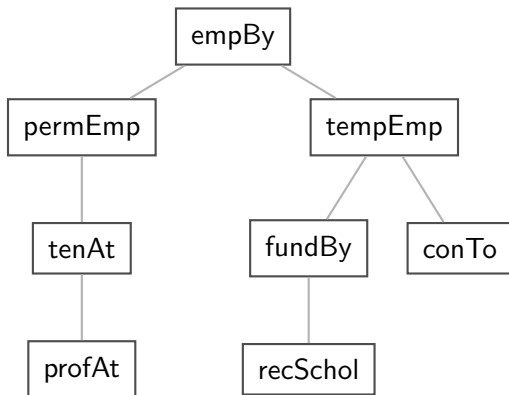 empBy
permEmp
tempEmp
tenAt
fundBy
conTo
profAt
recSchol